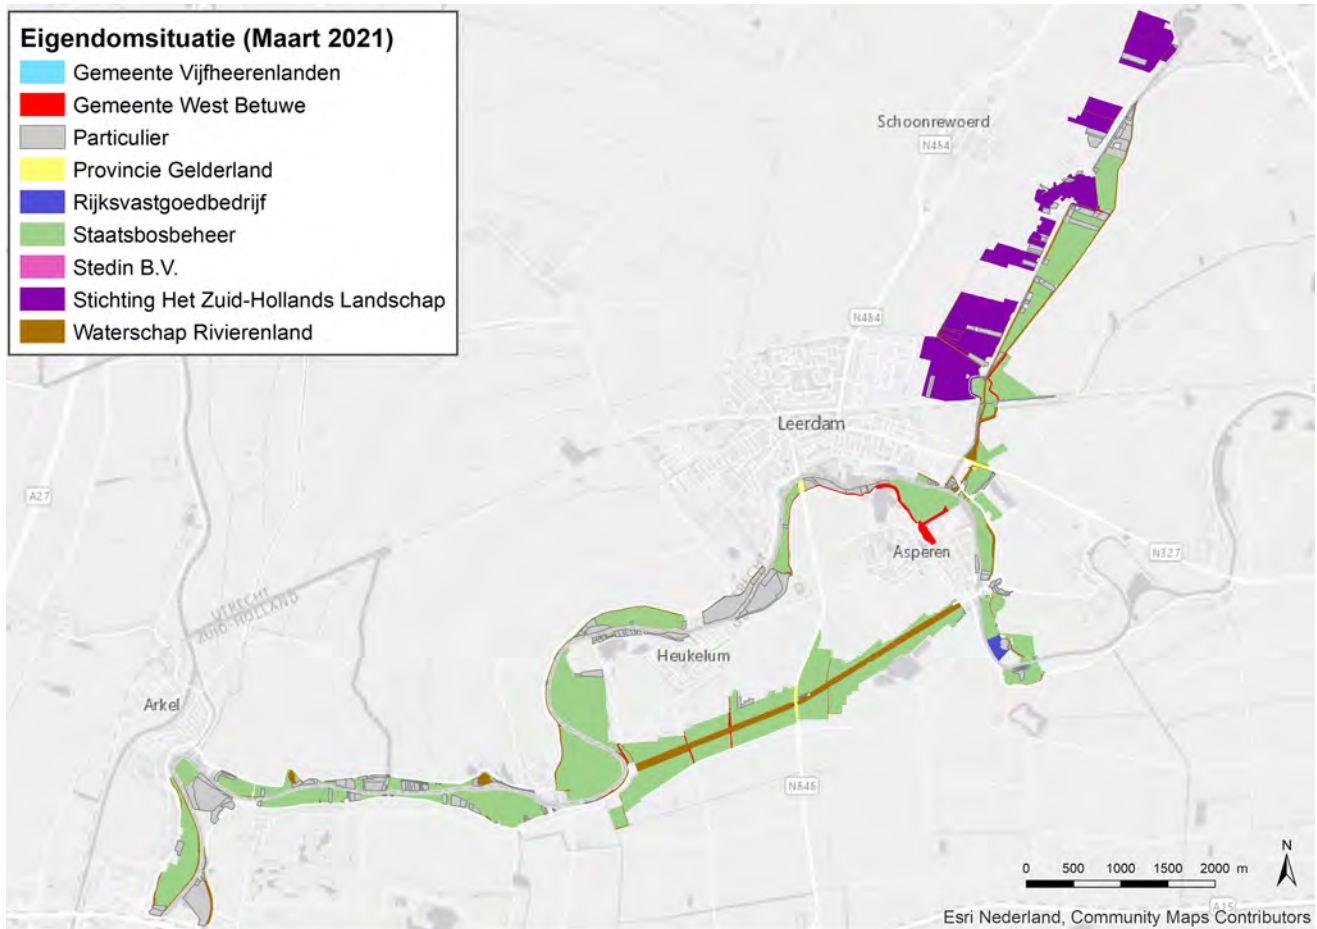 Eigendomsituatie (Maart 2021)
Gemeente Vijfheerenlanden
Gemeente West Betuwe
Particulier
Provincie Gelderland
Rijksvastgoedbedrijf
Staatsbosbeheer
Stedin B.V.
Stichting Het Zuid-Hollands Landschap
Waterschap Rivierenland
Schoonrewoerd
N484
N484
Leerdam
A27
Asperen
N327
UTRECHT
ZUID-HOLLAND
Heukelum
Arkel
N848
N
0 500 1000 1500 2000 m
A15
Esri Nederland, Community Maps Contributors